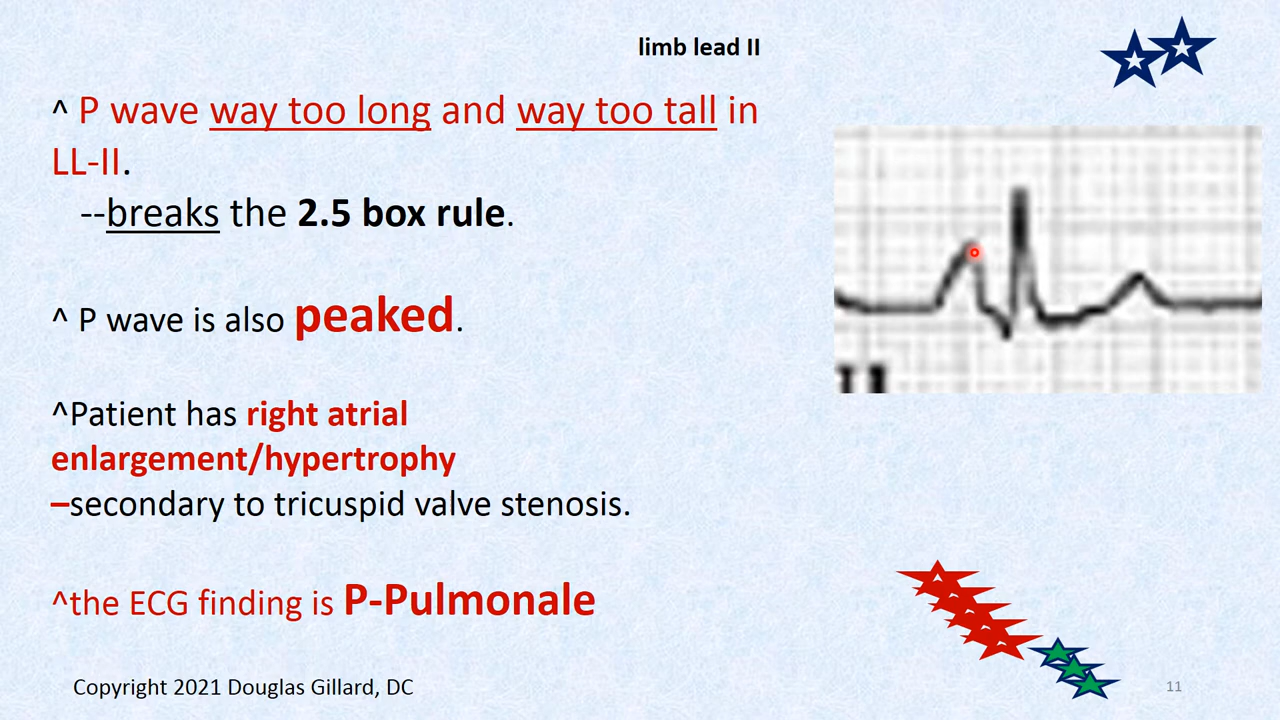 limb lead II
^ P wave way too long and way too tall in
LL-II.
--breaks the 2.5 box rule.
^ P wave is also peaked.
^Patient has right atrial
enlargement/hypertrophy
–secondary to tricuspid valve stenosis.
^the ECG finding is P-Pulmonale
Copyright 2021 Douglas Gillard, DC
11